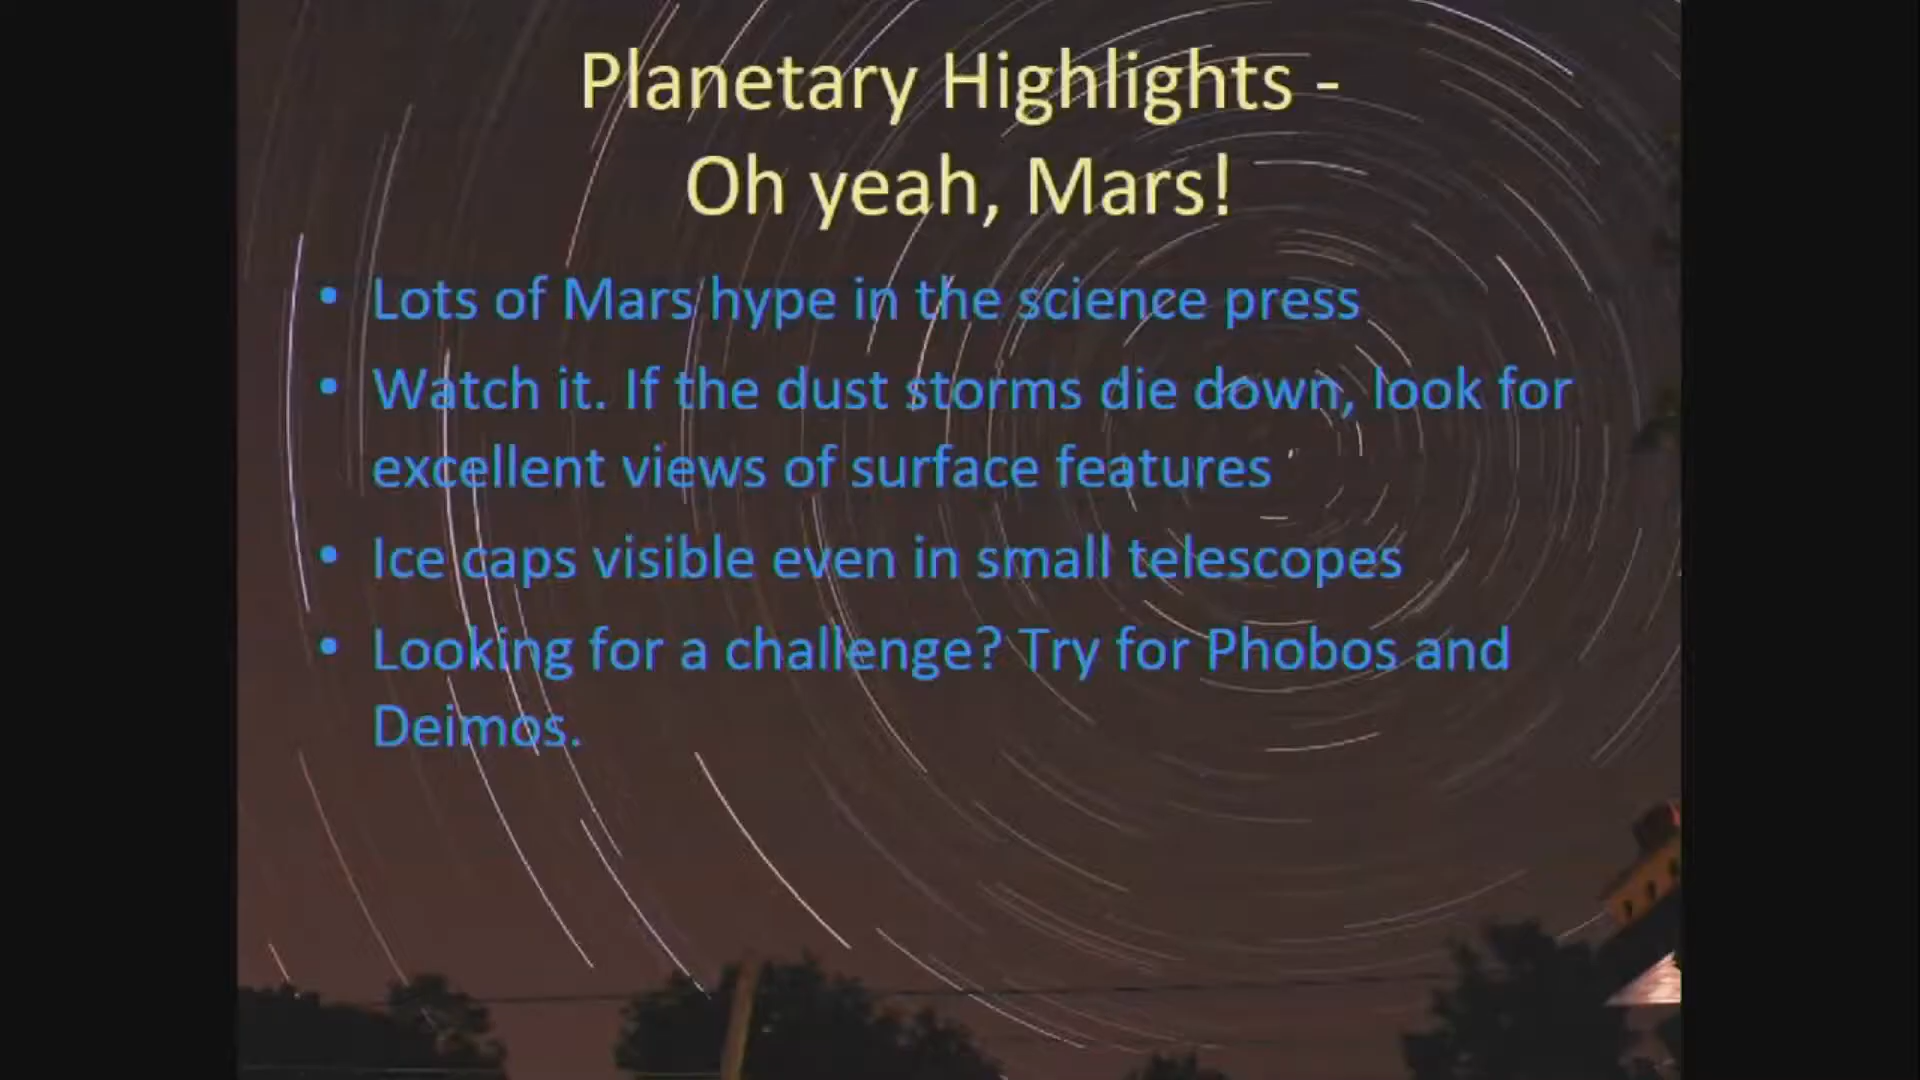 Planetary Highlights -
Oh yeah, Mars!
• Lots of Mars hype in the science press
• Watch it. If the dust storms die down, look for
excellent views of surface features
• Ice caps visible even in small telescopes
• Looking for a challenge? Try for Phobos and
Deimos.